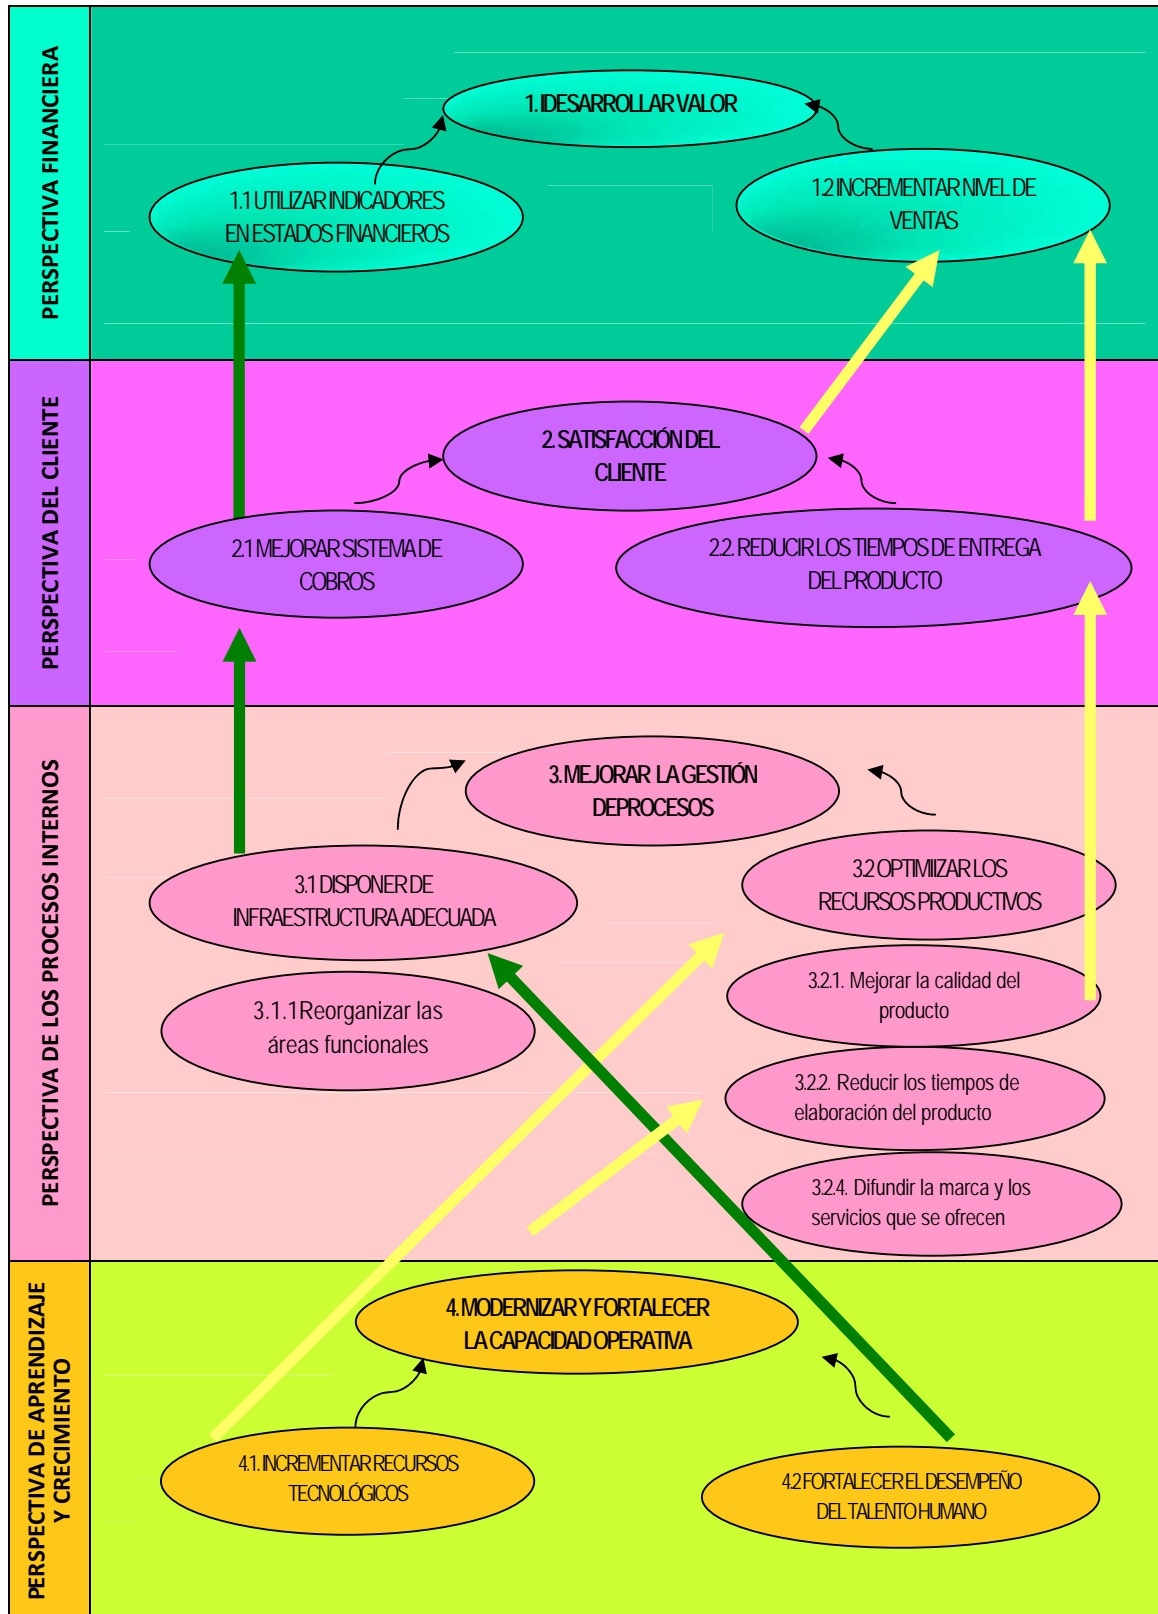 PERSPECTIVA FINANCIERA
1. IDESARROLLAR VALOR
1.1 UTILIZAR INDICADORES
EN ESTADOS FINANCIEROS
1.2 INCREMENTAR NIVEL DE
VENTAS
PERSPECTIVA DEL CLIENTE
2. SATISFACCIÓN DEL
CLIENTE
2.1 MEJORAR SISTEMA DE
COBROS
2.2. REDUCIR LOS TIEMPOS DE ENTREGA
DEL PRODUCTO
PERSPECTIVA DE LOS PROCESOS INTERNOS
3. MEJORAR LA GESTIÓN
DEPROCESOS
3.1 DISPONER DE
INFRAESTRUCTURA ADECUADA
3.2 OPTIMIIZAR LOS
RECURSOS PRODUCTIVOS
3.1.1 Reorganizar las
áreas funcionales
3.2.1. Mejorar la calidad del
producto
3.2.2. Reducir los tiempos de
elaboración del producto
3.2.4. Difundir la marca y los
servicios que se ofrecen
PERSPECTIVA DE APRENDIZAJE
Y CRECIMIENTO
4. MODERNIZAR Y FORTALECER
LA CAPACIDAD OPERATIVA
4.1. INCREMENTAR RECURSOS
TECNOLÓGICOS
4.2 FORTALECER EL DESEMPEÑO
DEL TALENTO HUMANO